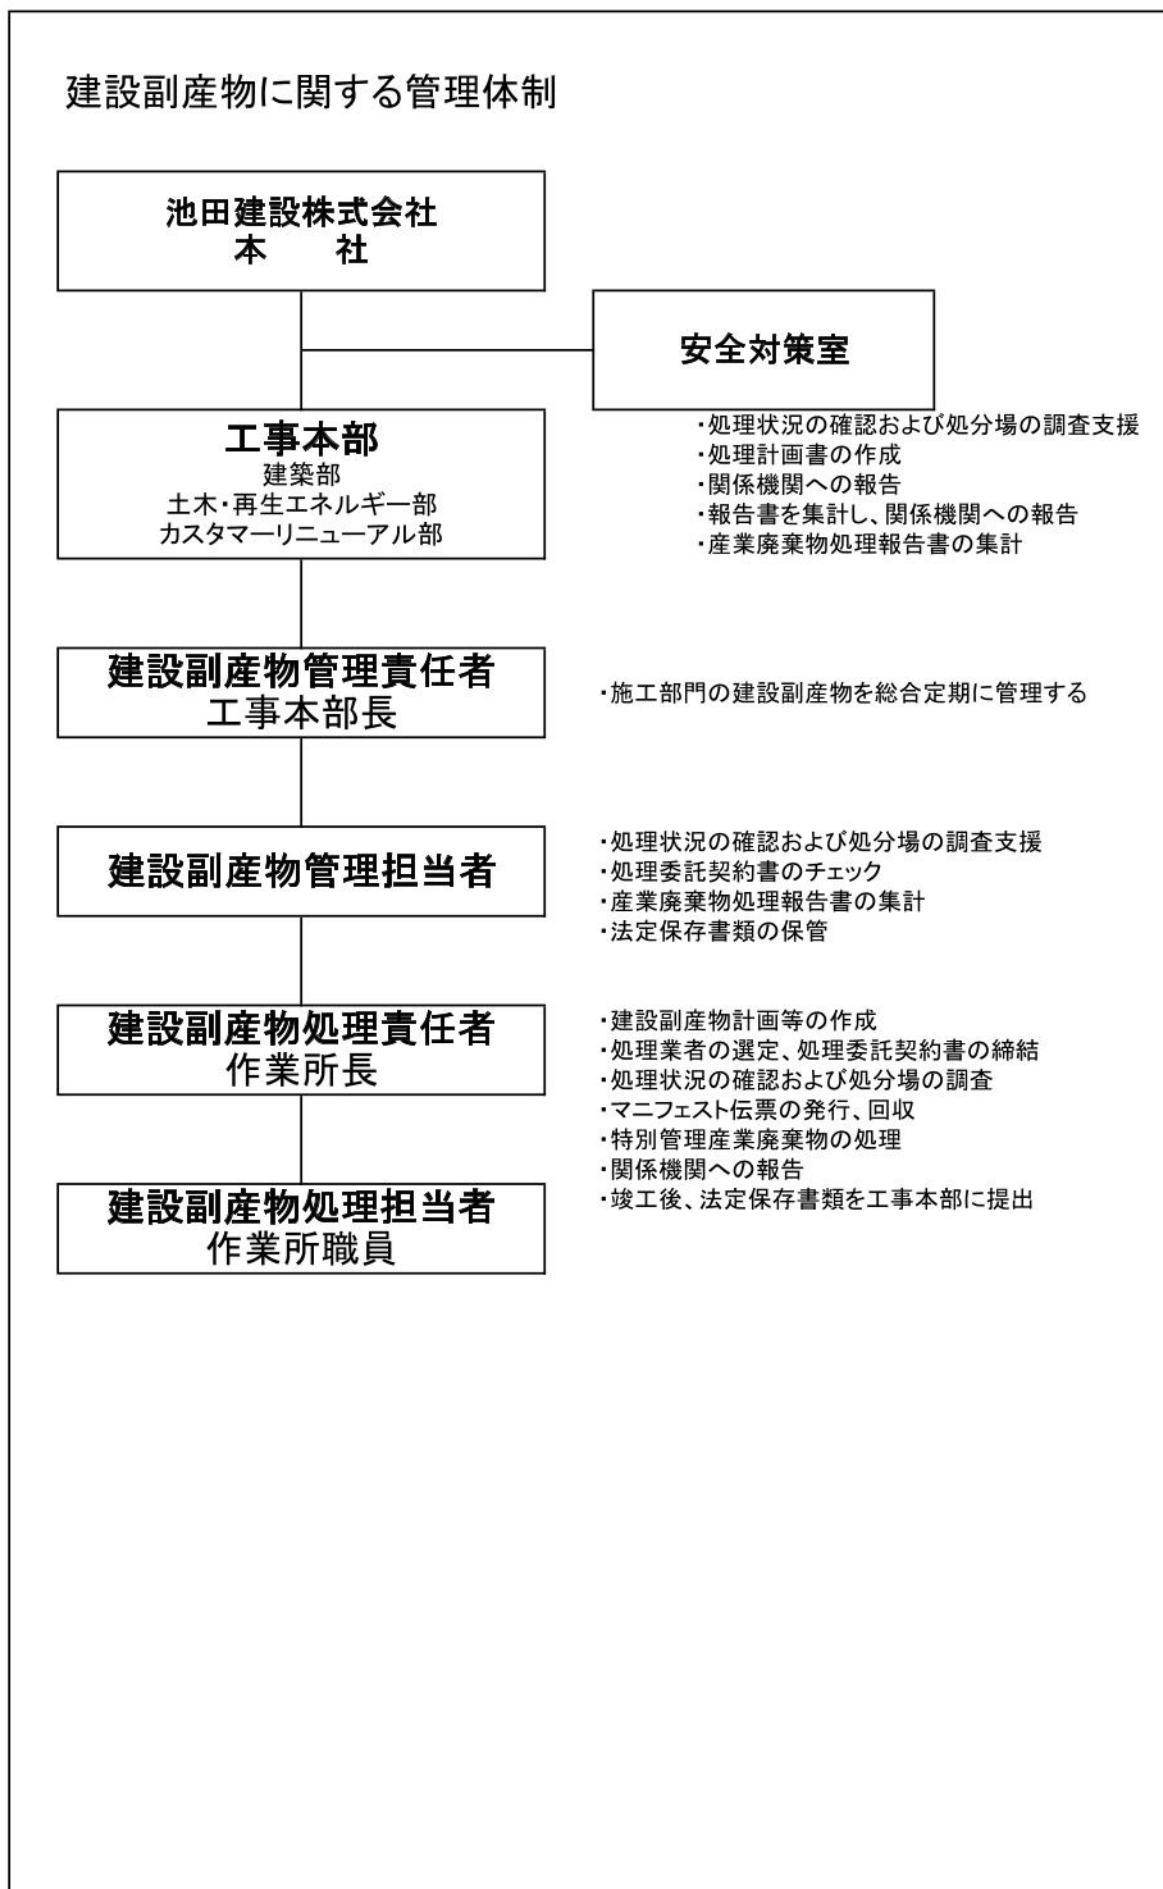 建設副産物に関する管理体制
池田建設株式会社
本　　社
安全対策室
・処理状況の確認および処分場の調査支援
・処理計画書の作成
・関係機関への報告
・報告書を集計し、関係機関への報告
・産業廃棄物処理報告書の集計
工事本部
建築部
土木・再生エネルギー部
カスタマーリニューアル部
建設副産物管理責任者
工事本部長
・施工部門の建設副産物を総合定期に管理する
建設副産物管理担当者
・処理状況の確認および処分場の調査支援
・処理委託契約書のチェック
・産業廃棄物処理報告書の集計
・法定保存書類の保管
建設副産物処理責任者
作業所長
・建設副産物計画等の作成
・処理業者の選定、処理委託契約書の締結
・処理状況の確認および処分場の調査
・マニフェスト伝票の発行、回収
・特別管理産業廃棄物の処理
・関係機関への報告
・竣工後、法定保存書類を工事本部に提出
建設副産物処理担当者
作業所職員